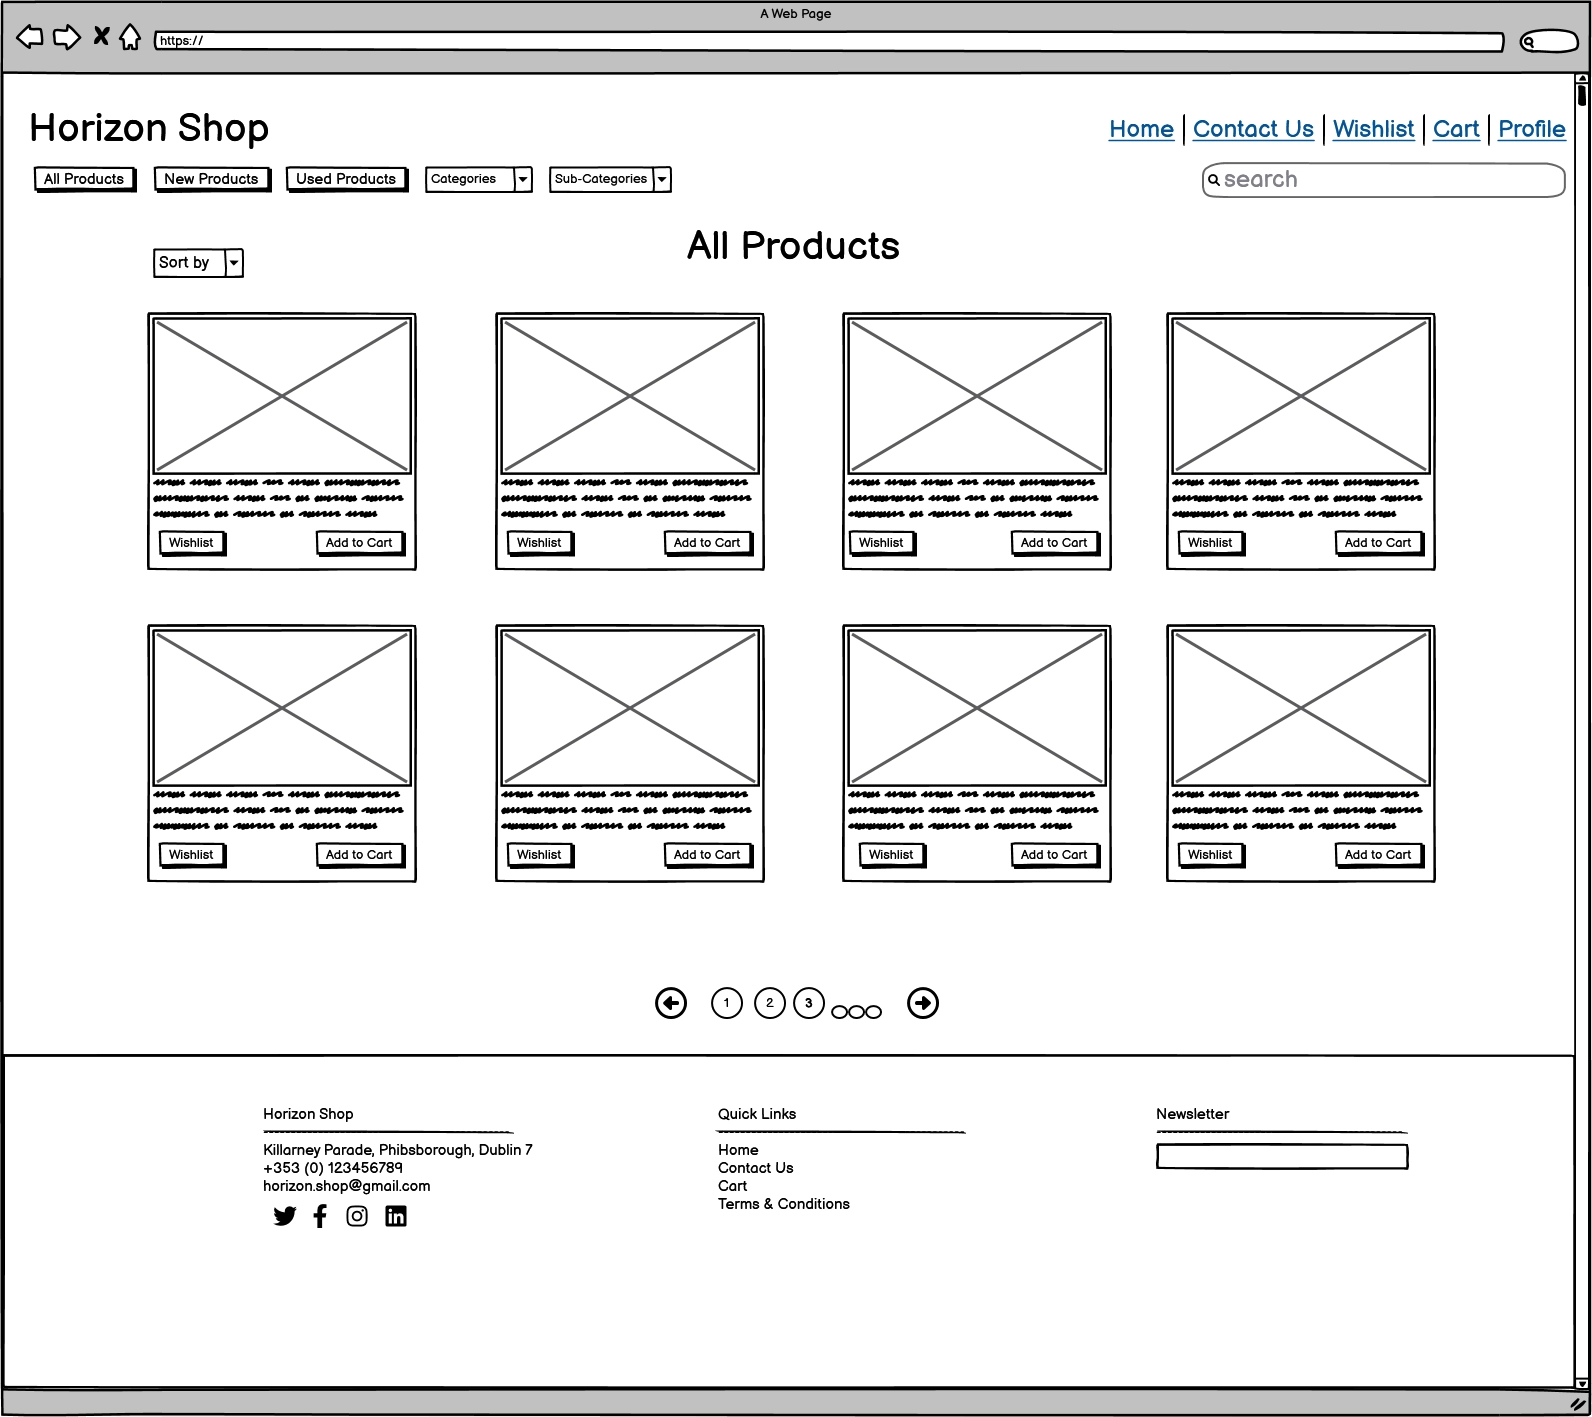 A Web Page
https://
Horizon Shop
Home Contact Us Wishlist Cart Profile
All Products New Products Used Products Categories Sub-Categories search
All Products
Sort by
Wishlist Add to Cart Wishlist Add to Cart Wishlist Add to Cart Wishlist Add to Cart
Wishlist Add to Cart Wishlist Add to Cart Wishlist Add to Cart Wishlist Add to Cart
1 2 3
Horizon Shop
Killarney Parade, Phibsborough, Dublin 7
+353 (0) 123456789
horizon.shop@gmail.com
Quick Links
Home
Contact Us
Cart
Terms & Conditions
Newsletter